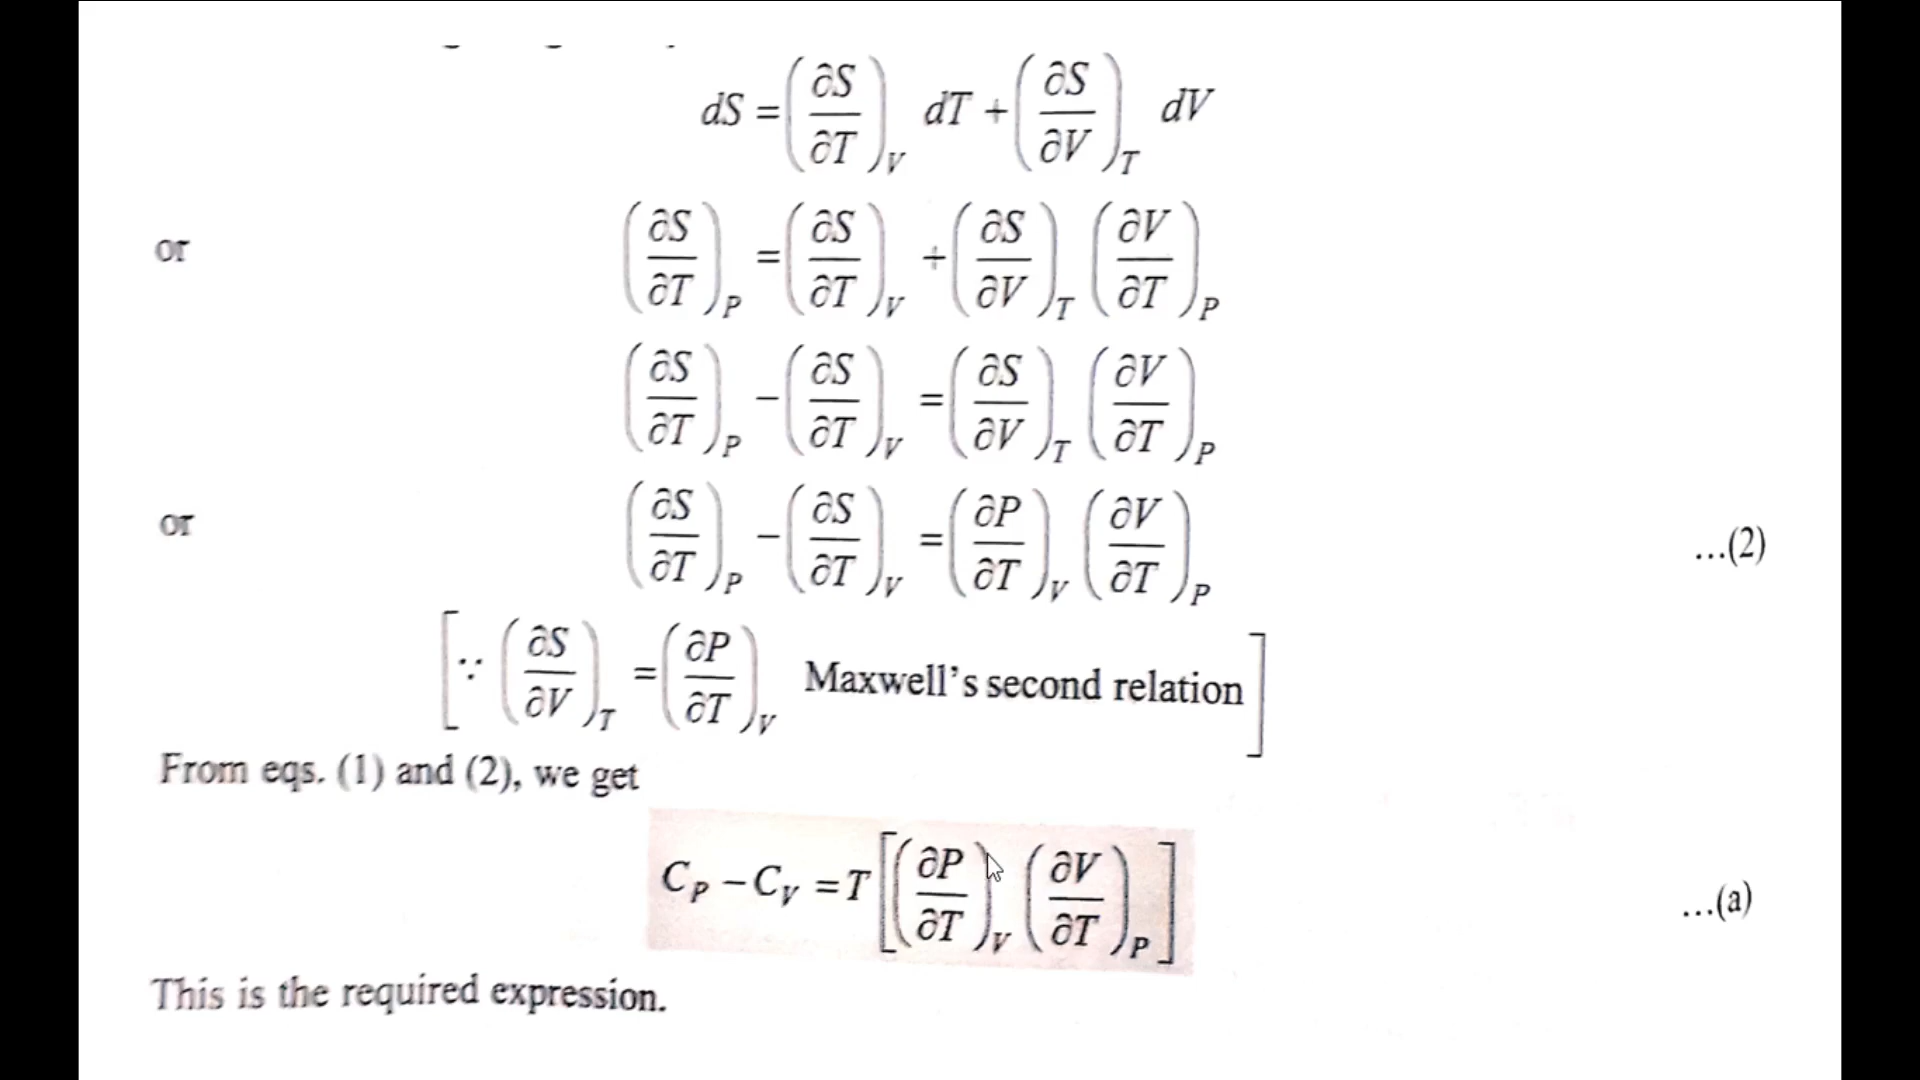 dS = (∂S/∂T)_V dT + (∂S/∂V)_T dV
or (∂S/∂T)_P = (∂S/∂T)_V + (∂S/∂V)_T (∂V/∂T)_P
(∂S/∂T)_P − (∂S/∂T)_V = (∂S/∂V)_T (∂V/∂T)_P
or (∂S/∂T)_P − (∂S/∂T)_V = (∂P/∂T)_V (∂V/∂T)_P ...(2)
[∵ (∂S/∂V)_T = (∂P/∂T)_V Maxwell's second relation]
From eqs. (1) and (2), we get
C_P − C_V = T[(∂P/∂T)_V (∂V/∂T)_P] ...(a)
This is the required expression.